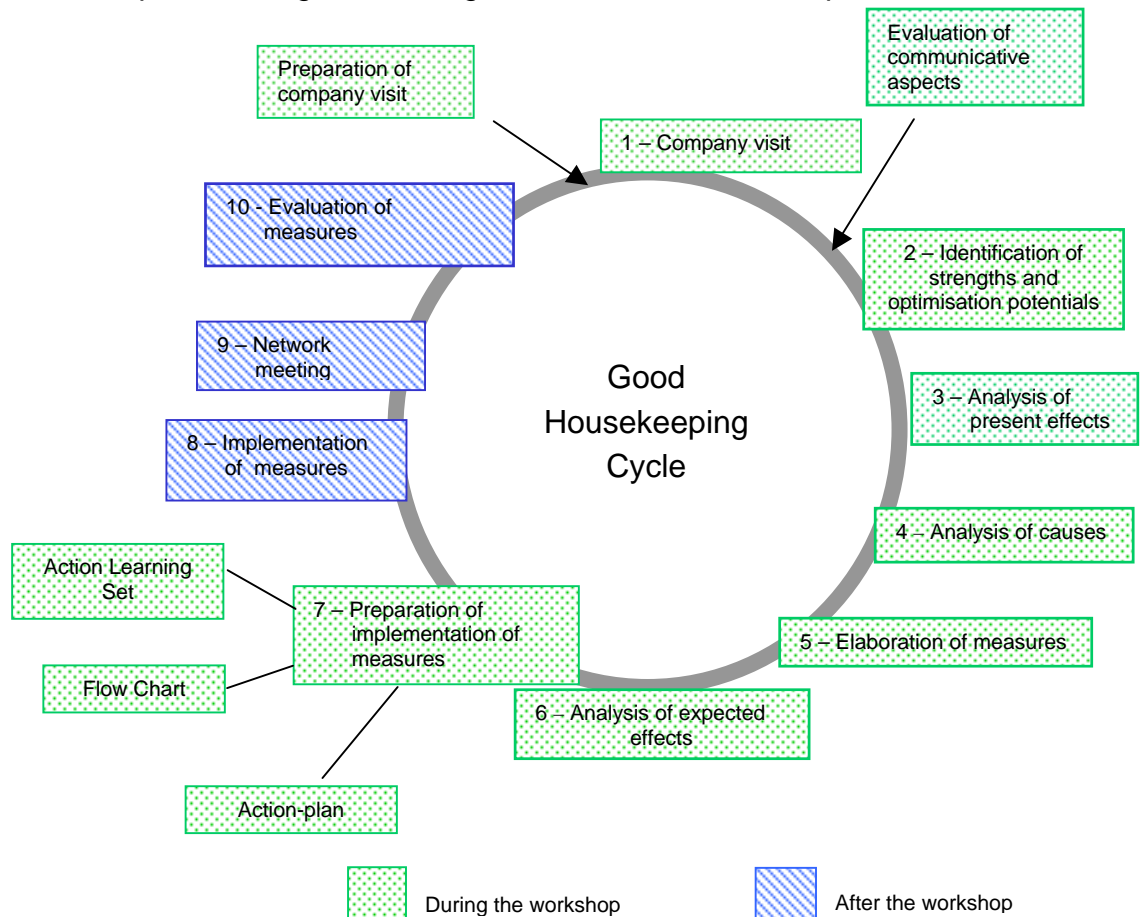 Preparation of
company visit
Evaluation of
communicative
aspects
1 – Company visit
10 - Evaluation of
measures
2 – Identification of
strengths and
optimisation potentials
9 – Network
meeting
Good
Housekeeping
Cycle
3 – Analysis of
present effects
8 – Implementation
of measures
4 – Analysis of causes
Action Learning
Set
7 – Preparation of
implementation of
measures
5 – Elaboration of measures
Flow Chart
6 – Analysis of expected
effects
Action-plan
During the workshop
After the workshop